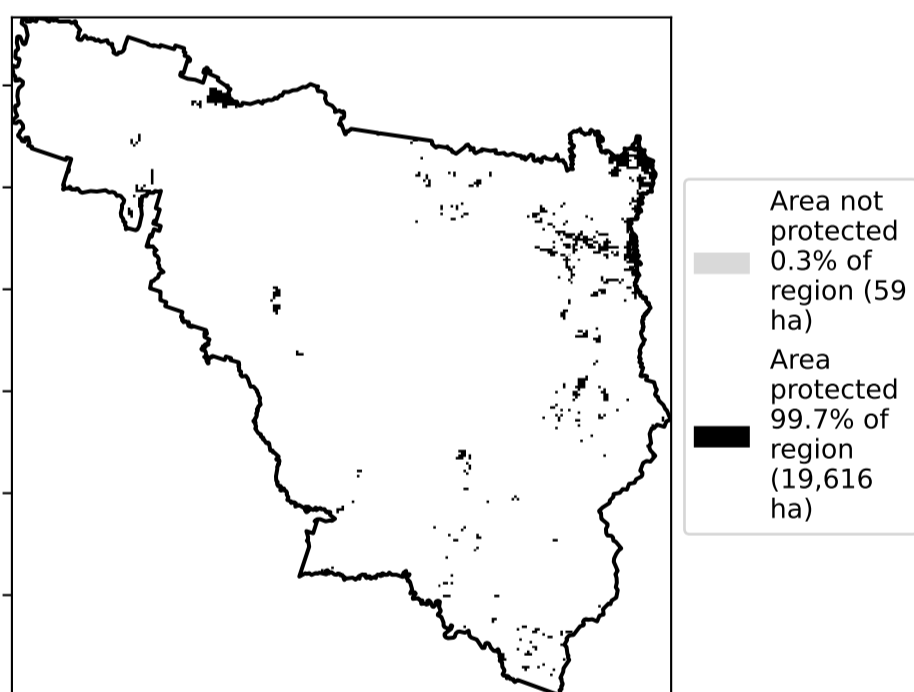 Area not
protected
0.3% of
region (59
ha)
Area
protected
99.7% of
region
(19,616
ha)